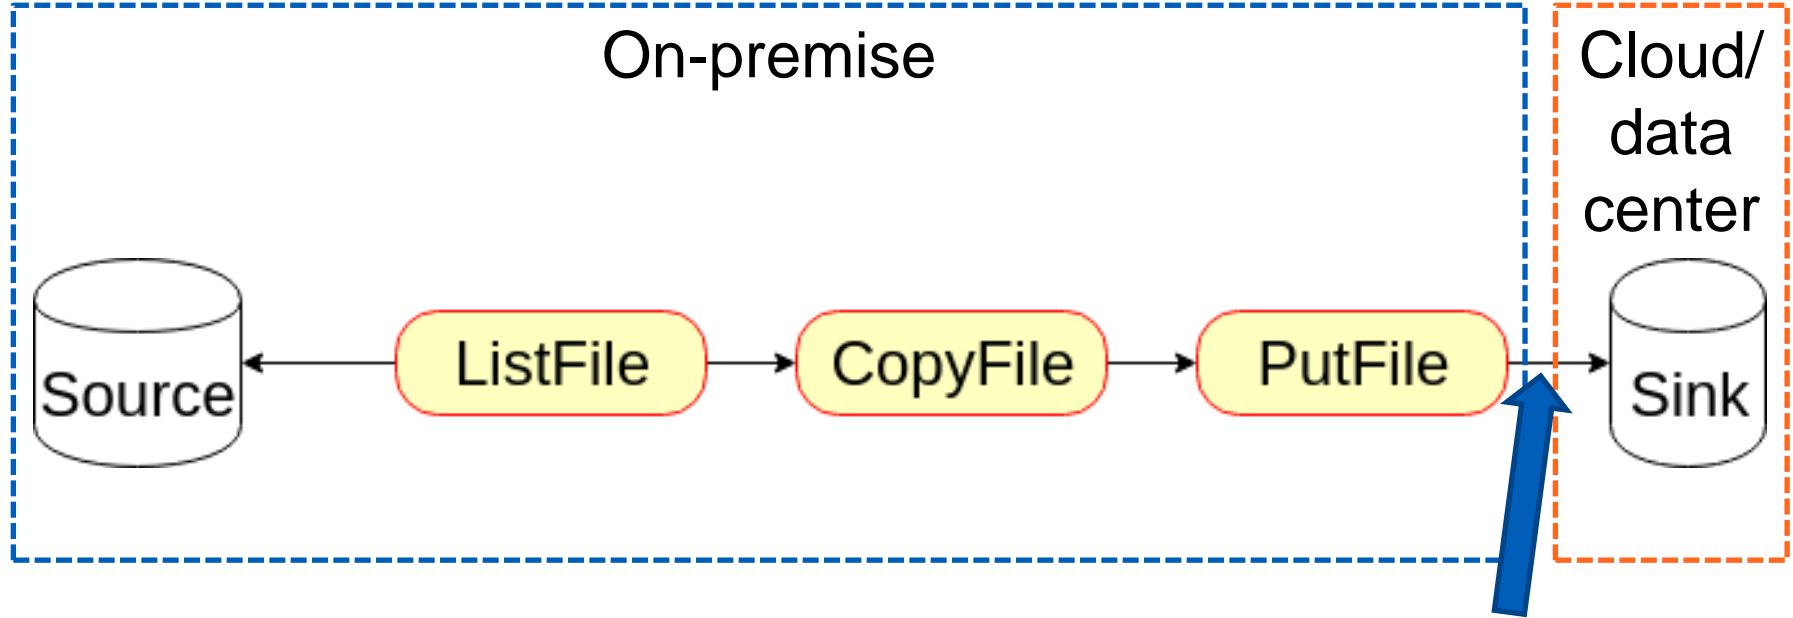 On-premise
Cloud/
data
center
Source
ListFile
CopyFile
PutFile
Sink